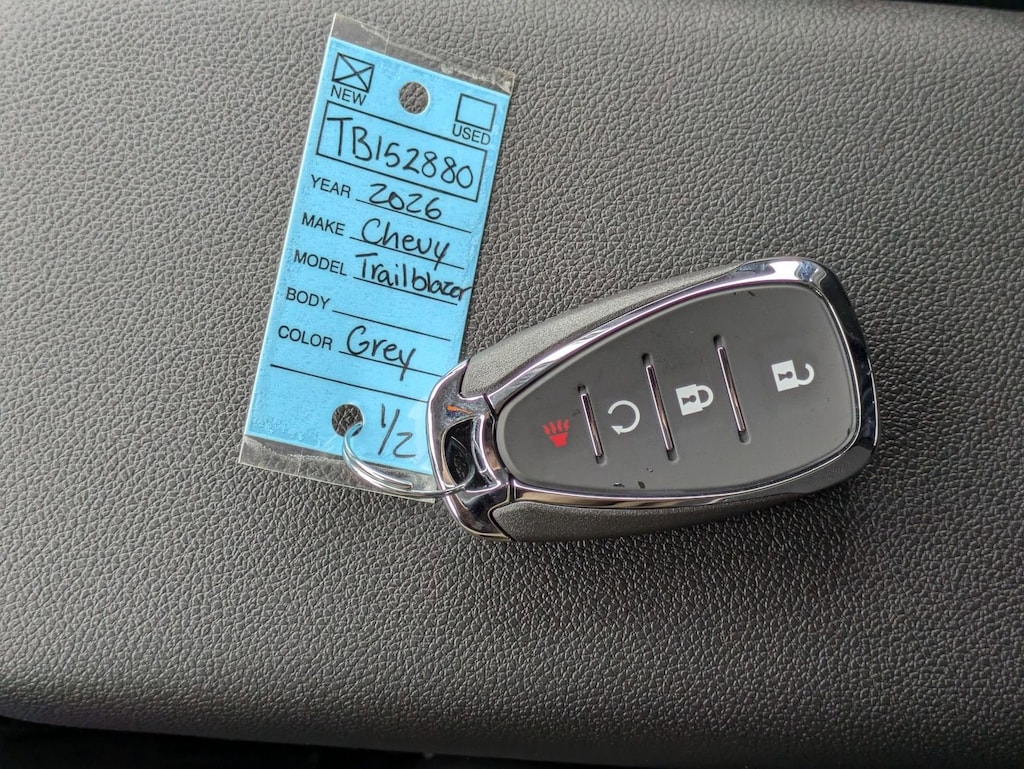 NEW
USED
TB152880
YEAR 2026
MAKE Chevy
MODEL Trailblazer
BODY
COLOR Grey
1/2